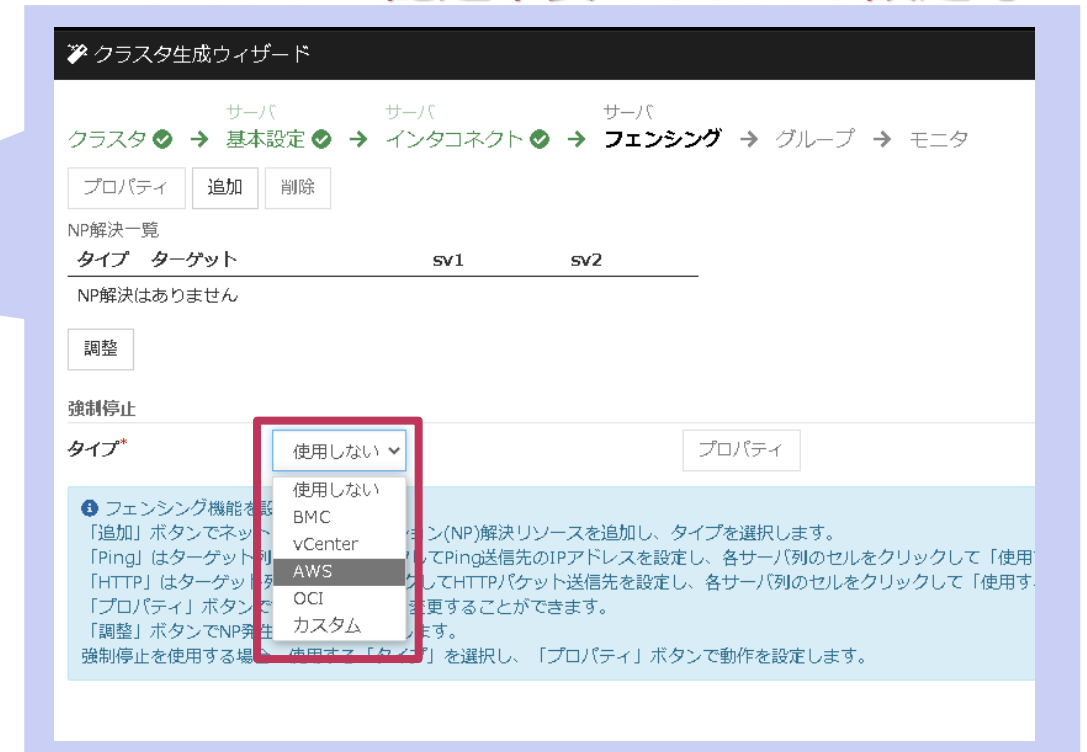 クラスタ生成ウィザード
サーバ サーバ サーバ
クラスタ → 基本設定 → インタコネクト → フェンシング → グループ → モニタ
プロパティ 追加 削除
NP解決一覧
タイプ ターゲット sv1 sv2
NP解決はありません
調整
強制停止
タイプ* 使用しない プロパティ
使用しない
BMC
vCenter
AWS
OCI
カスタム
フェンシング機能を設
「追加」ボタンでネット ション(NP)解決リソースを追加し、タイプを選択します。
「Ping」はターゲット列 クしてPing送信先のIPアドレスを設定し、各サーバ列のセルをクリックして「使用
「HTTP」はターゲット列 クしてHTTPパケット送信先を設定し、各サーバ列のセルをクリックして「使用す
「プロパティ」ボタンで 変更することができます。
「調整」ボタンでNP発生 します。
強制停止を使用する場合、使用する「タイプ」を選択し、「プロパティ」ボタンで動作を設定します。